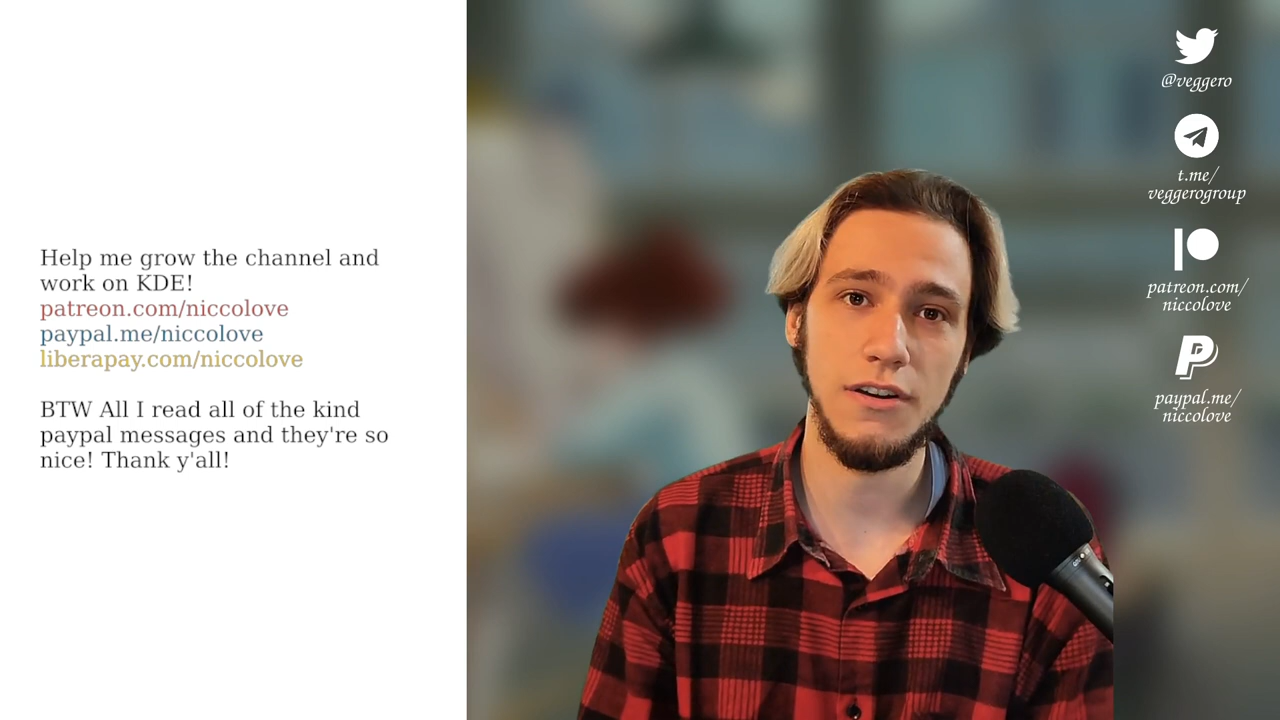 Help me grow the channel and
work on KDE!
patreon.com/niccolove
paypal.me/niccolove
liberapay.com/niccolove
BTW All I read all of the kind
paypal messages and they're so
nice! Thank y'all!
@veggero
t.me/
veggerogroup
patreon.com/
niccolove
paypal.me/
niccolove